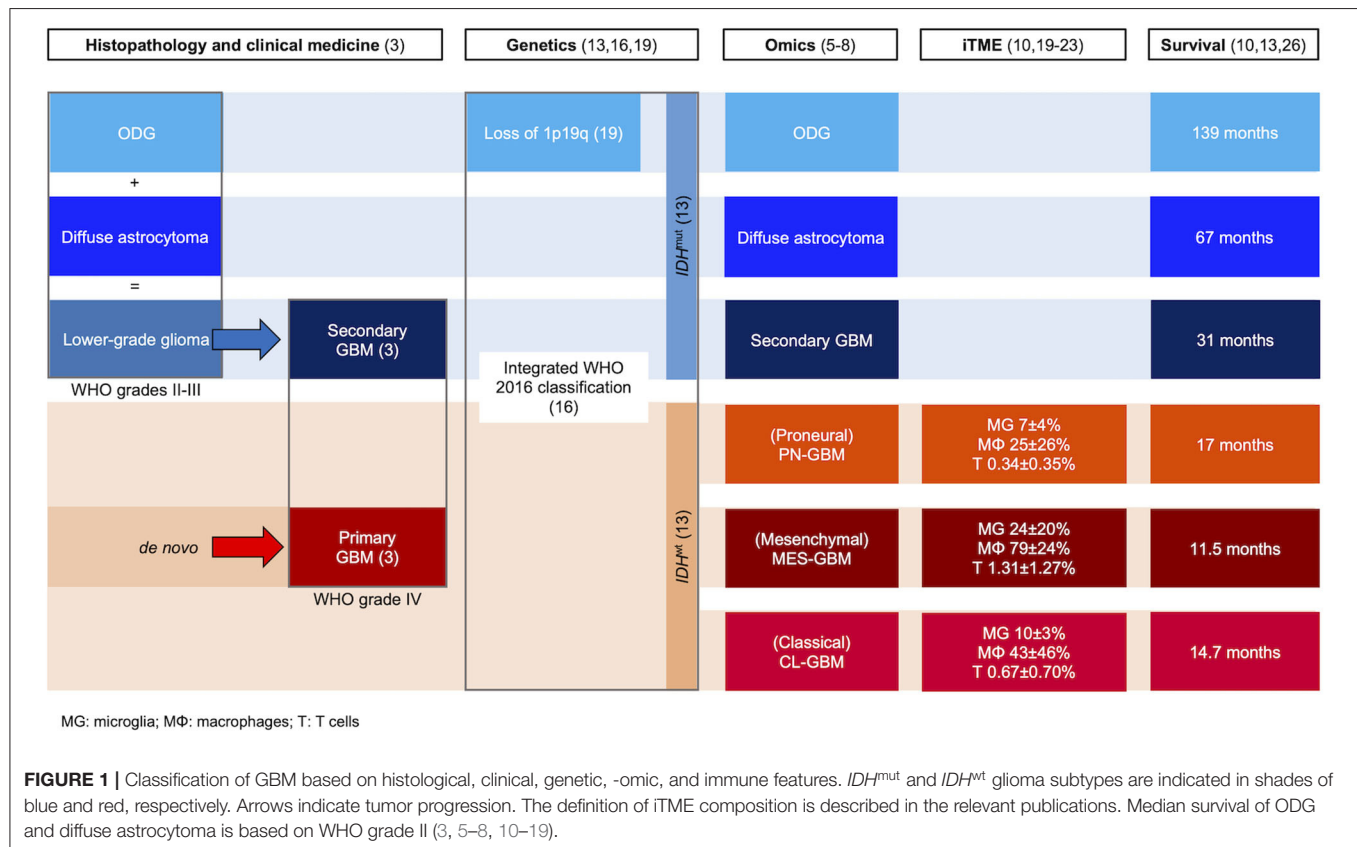 Histopathology and clinical medicine (3)
Genetics (13,16,19)
Omics (5-8)
iTME (10,19-23)
Survival (10,13,26)
ODG
Loss of 1p19q (19)
ODG
139 months
+
IDHmut (13)
Diffuse astrocytoma
Diffuse astrocytoma
67 months
=
Lower-grade glioma
Secondary
GBM (3)
Secondary GBM
31 months
WHO grades II-III
Integrated WHO
2016 classification
(16)
(Proneural)
PN-GBM
MG 7±4%
MΦ 25±26%
T 0.34±0.35%
17 months
IDHwt (13)
de novo
Primary
GBM (3)
(Mesenchymal)
MES-GBM
MG 24±20%
MΦ 79±24%
T 1.31±1.27%
11.5 months
WHO grade IV
(Classical)
CL-GBM
MG 10±3%
MΦ 43±46%
T 0.67±0.70%
14.7 months
MG: microglia; MΦ: macrophages; T: T cells
FIGURE 1 | Classification of GBM based on histological, clinical, genetic, -omic, and immune features. IDHmut and IDHwt glioma subtypes are indicated in shades of
blue and red, respectively. Arrows indicate tumor progression. The definition of iTME composition is described in the relevant publications. Median survival of ODG
and diffuse astrocytoma is based on WHO grade II (3, 5–8, 10–19).